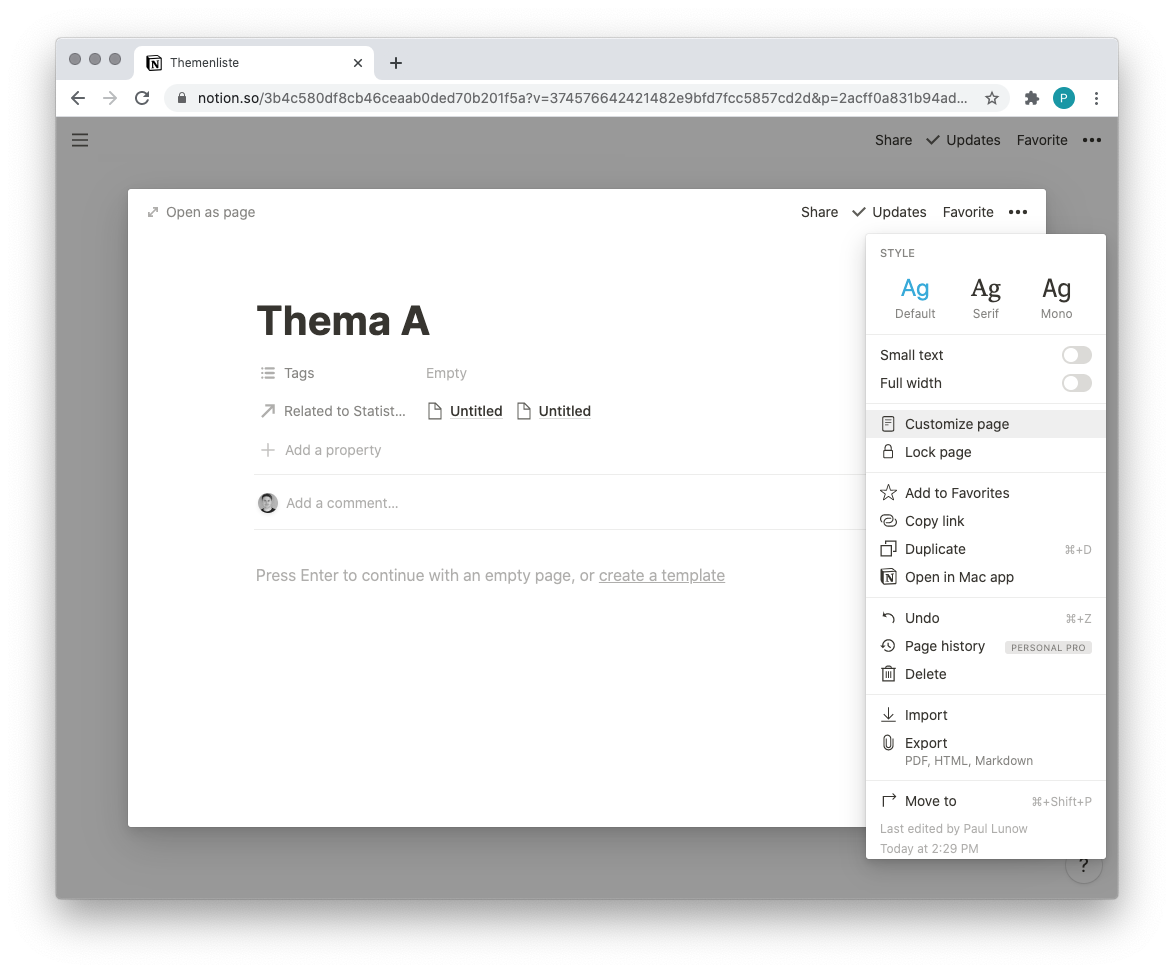 Themenliste
notion.so/3b4c580df8cb46ceaab0ded70b201f5a?v=374576642421482e9bfd7fcc5857cd2d&p=2acff0a831b94ad...
P
Share Updates Favorite •••
Open as page
Share Updates Favorite •••
Thema A
Tags Empty
Related to Statist... Untitled Untitled
Add a property
Add a comment...
Press Enter to continue with an empty page, or create a template
STYLE
Ag Ag Ag
Default Serif Mono
Small text
Full width
Customize page
Lock page
Add to Favorites
Copy link
Duplicate ⌘+D
Open in Mac app
Undo ⌘+Z
Page history PERSONAL PRO
Delete
Import
Export
PDF, HTML, Markdown
Move to ⌘+Shift+P
Last edited by Paul Lunow
Today at 2:29 PM
?